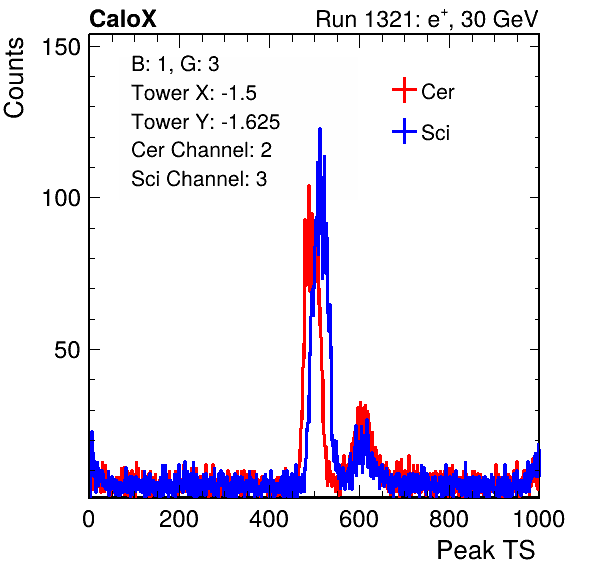 CaloX Run 1321: e+, 30 GeV
Counts
150
100
50
B: 1, G: 3
Tower X: -1.5
Tower Y: -1.625
Cer Channel: 2
Sci Channel: 3
Cer
Sci
0 200 400 600 800 1000
Peak TS